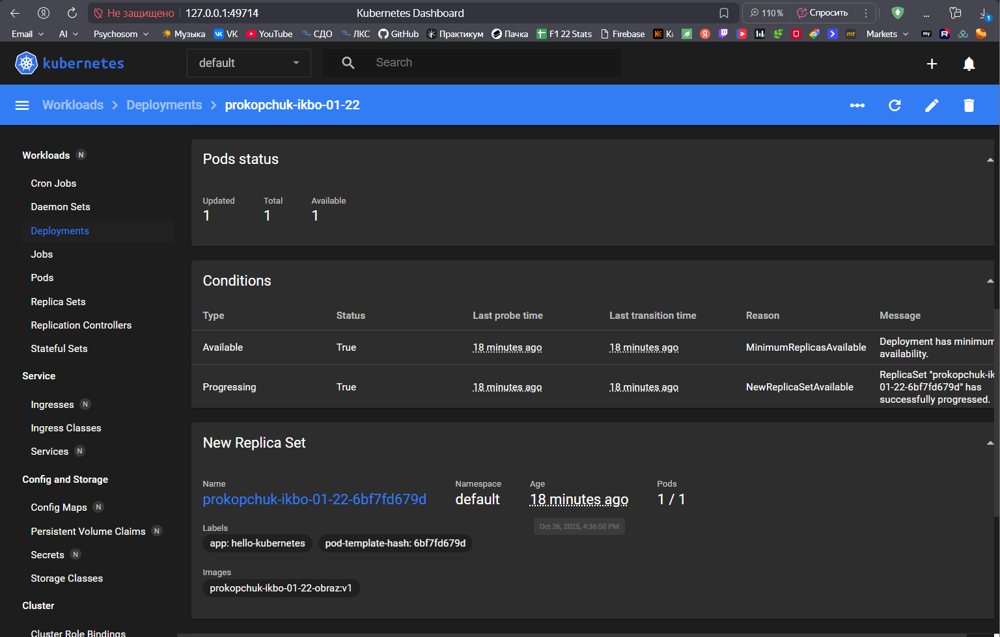 Не защищено 127.0.0.1:49714 Kubernetes Dashboard 110 % Спросить ... 1
Email AI Psychosom Музыка VK YouTube СДО ЛКС GitHub Практикум Пачка F1 22 Stats Firebase Ki Markets
kubernetes default Search
Workloads Deployments prokopchuk-ikbo-01-22
Workloads N
Cron Jobs
Daemon Sets
Deployments
Jobs
Pods
Replica Sets
Replication Controllers
Stateful Sets
Service
Ingresses N
Ingress Classes
Services N
Config and Storage
Config Maps N
Persistent Volume Claims N
Secrets N
Storage Classes
Cluster
Cluster Role Bindings
Pods status
Updated Total Available
1 1 1
Conditions
Type Status Last probe time Last transition time Reason Message
Available True 18 minutes ago 18 minutes ago MinimumReplicasAvailable Deployment has minimum
availability.
Progressing True 18 minutes ago 18 minutes ago NewReplicaSetAvailable ReplicaSet "prokopchuk-ik
01-22-6bf7fd679d" has
successfully progressed.
New Replica Set
Name Namespace Age Pods
prokopchuk-ikbo-01-22-6bf7fd679d default 18 minutes ago 1 / 1
Oct 26, 2025, 4:36:50 PM
Labels
app: hello-kubernetes pod-template-hash: 6bf7fd679d
Images
prokopchuk-ikbo-01-22-obraz:v1